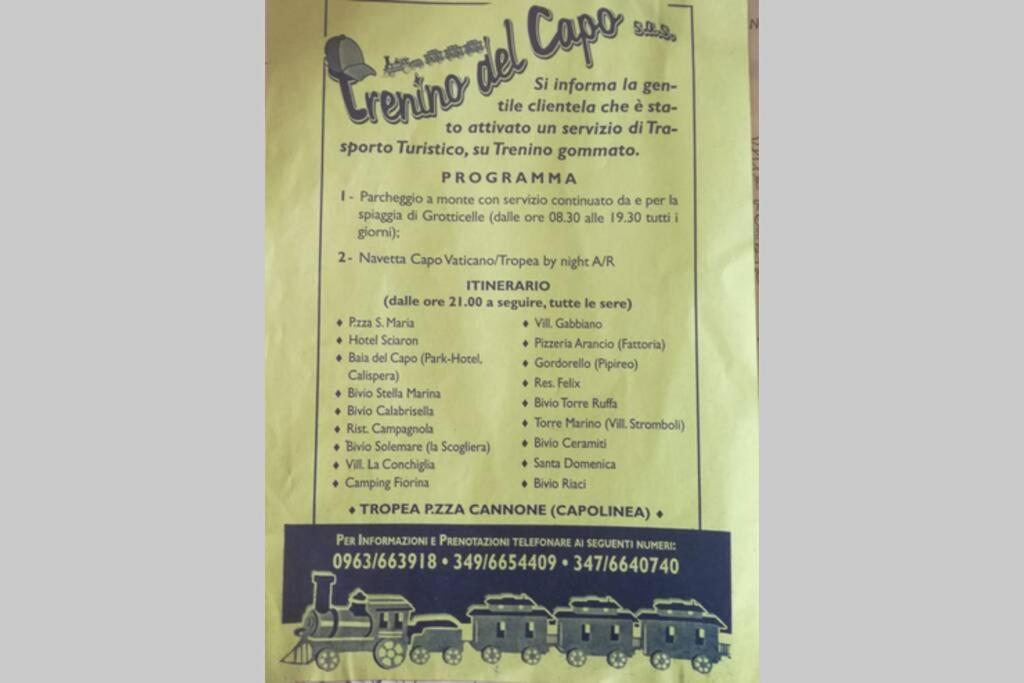 Trenino del Capo s.a.s.
Si informa la gen-
tile clientela che è sta-
to attivato un servizio di Tra-
sporto Turistico, su Trenino gommato.
PROGRAMMA
1 - Parcheggio a monte con servizio continuato da e per la
spiaggia di Grotticelle (dalle ore 08.30 alle 19.30 tutti i
giorni);
2 - Navetta Capo Vaticano/Tropea by night A/R
ITINERARIO
(dalle ore 21.00 a seguire, tutte le sere)
♦ P.zza S. Maria
♦ Hotel Sciaron
♦ Baia del Capo (Park-Hotel,
Calispera)
♦ Bivio Stella Marina
♦ Bivio Calabrisella
♦ Rist. Campagnola
♦ Bivio Solemare (la Scogliera)
♦ Vill. La Conchiglia
♦ Camping Fiorina
♦ Vill. Gabbiano
♦ Pizzeria Arancio (Fattoria)
♦ Gordorello (Pipireo)
♦ Res. Felix
♦ Bivio Torre Ruffa
♦ Torre Marino (Vill. Stromboli)
♦ Bivio Ceramiti
♦ Santa Domenica
♦ Bivio Riaci
♦ TROPEA P.ZZA CANNONE (CAPOLINEA) ♦
PER INFORMAZIONI E PRENOTAZIONI TELEFONARE AI SEGUENTI NUMERI:
0963/663918 • 349/6654409 • 347/6640740